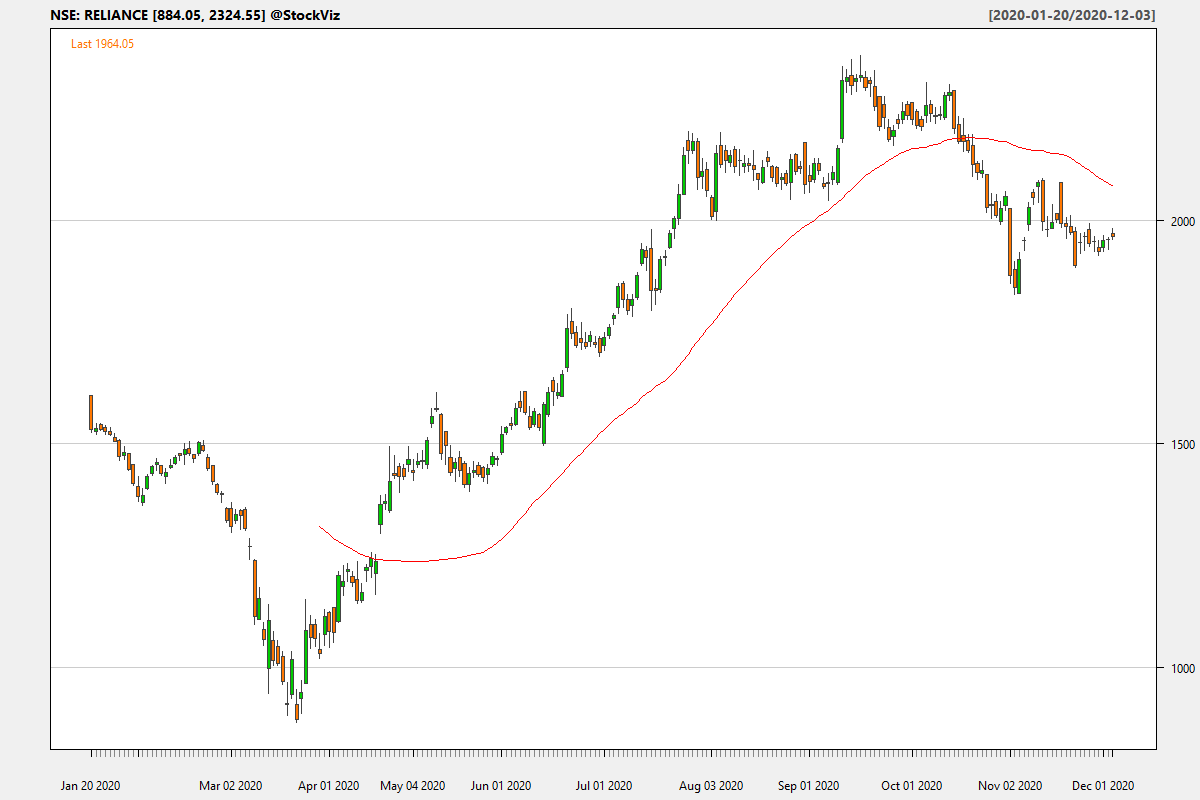 NSE: RELIANCE [884.05, 2324.55] @StockViz
[2020-01-20/2020-12-03]
Last 1964.05
2000
1500
1000
Jan 20 2020
Mar 02 2020
Apr 01 2020
May 04 2020
Jun 01 2020
Jul 01 2020
Aug 03 2020
Sep 01 2020
Oct 01 2020
Nov 02 2020
Dec 01 2020